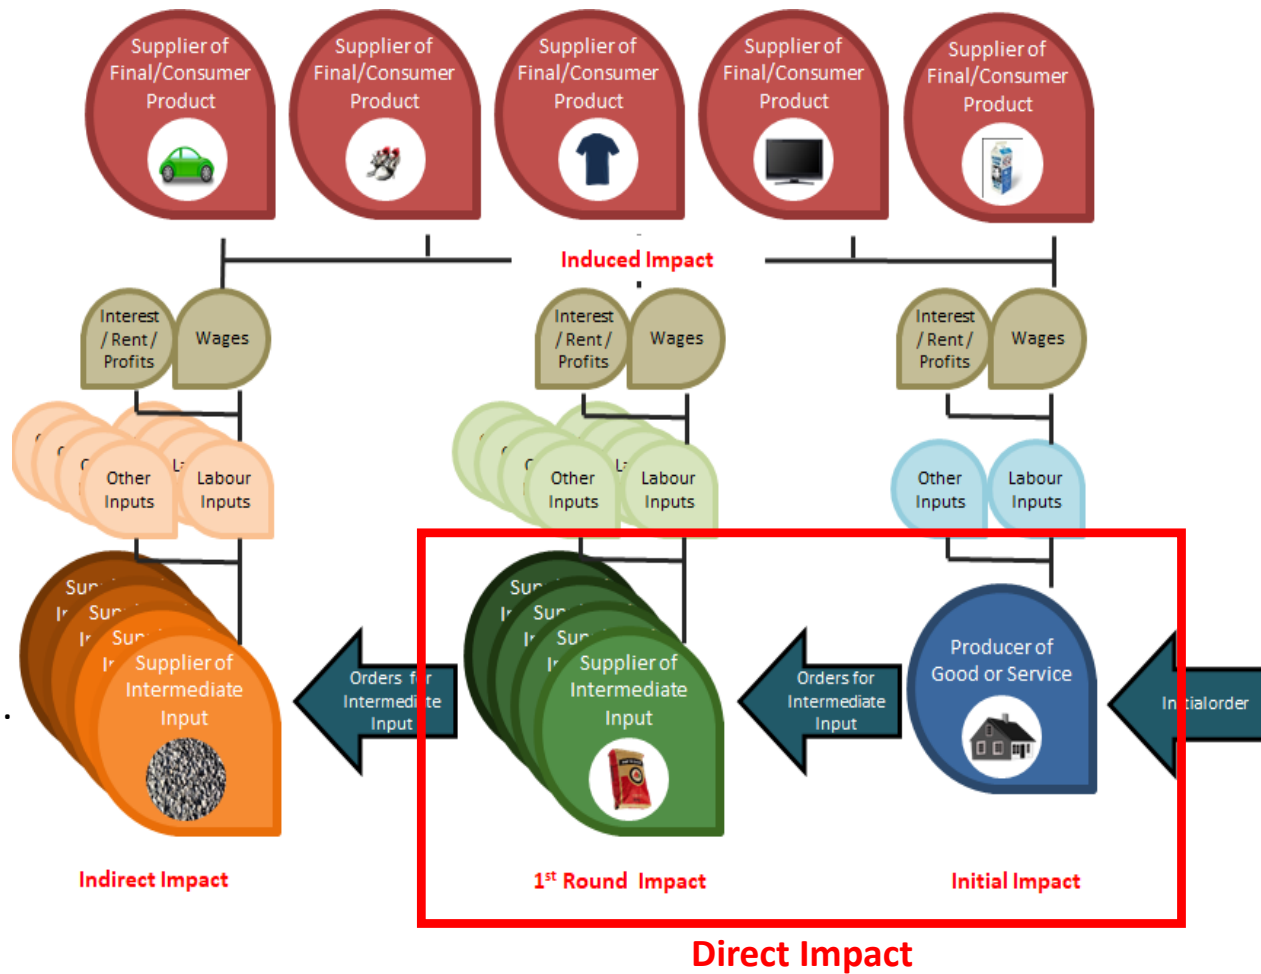 Supplier of
Final/Consumer
Product
Supplier of
Final/Consumer
Product
Supplier of
Final/Consumer
Product
Supplier of
Final/Consumer
Product
Supplier of
Final/Consumer
Product
Induced Impact
Interest
/ Rent /
Profits
Wages
Interest
/ Rent /
Profits
Wages
Interest
/ Rent /
Profits
Wages
Other
Inputs
Labour
Inputs
Other
Inputs
Labour
Inputs
Other
Inputs
Labour
Inputs
Supplier of
Intermediate
Input
Orders for
Intermediate
Input
Supplier of
Intermediate
Input
Orders for
Intermediate
Input
Producer of
Good or Service
Initial order
Indirect Impact
1st Round Impact
Initial Impact
Direct Impact